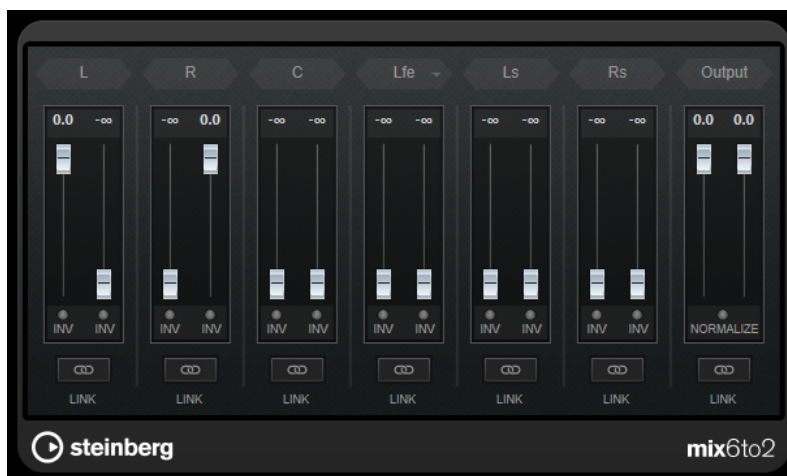 L R C Lfe Ls Rs Output
0.0 -∞ -∞ 0.0 -∞ -∞ -∞ -∞ -∞ -∞ -∞ -∞ 0.0 0.0
INV INV INV INV INV INV INV INV INV INV INV INV NORMALIZE
LINK LINK LINK LINK LINK LINK LINK
steinberg mix6to2